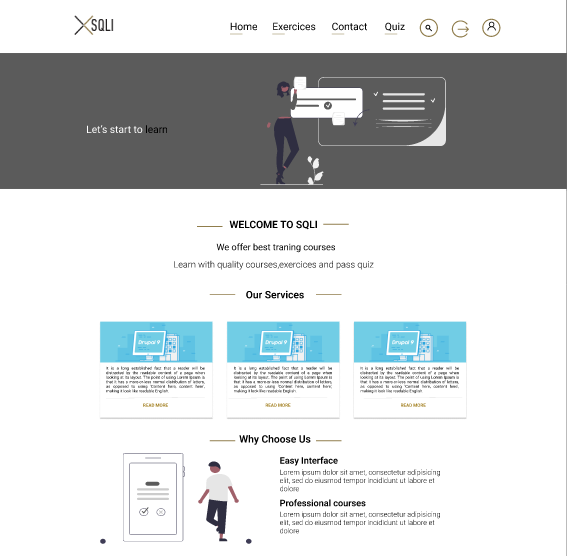 SQLI
Home Exercices Contact Quiz
Let's start to learn
WELCOME TO SQLI
We offer best traning courses
Learn with quality courses,exercices and pass quiz
Our Services
Drupal 9
It is a long established fact that a reader will be
distracted by the readable content of a page when
looking at its layout. The point of using Lorem Ipsum is
that it has a more-or-less normal distribution of letters,
as opposed to using 'Content here, content here',
making it look like readable English.
READ MORE
Drupal 9
It is a long established fact that a reader will be
distracted by the readable content of a page when
looking at its layout. The point of using Lorem Ipsum is
that it has a more-or-less normal distribution of letters,
as opposed to using 'Content here, content here',
making it look like readable English.
READ MORE
Drupal 9
It is a long established fact that a reader will be
distracted by the readable content of a page when
looking at its layout. The point of using Lorem Ipsum is
that it has a more-or-less normal distribution of letters,
as opposed to using 'Content here, content here',
making it look like readable English.
READ MORE
Why Choose Us
Easy Interface
Lorem ipsum dolor sit amet, consectetur adipisicing
elit, sed do eiusmod tempor incididunt ut labore et
dolore
Professional courses
Lorem ipsum dolor sit amet, consectetur adipisicing
elit, sed do eiusmod tempor incididunt ut labore et
dolore